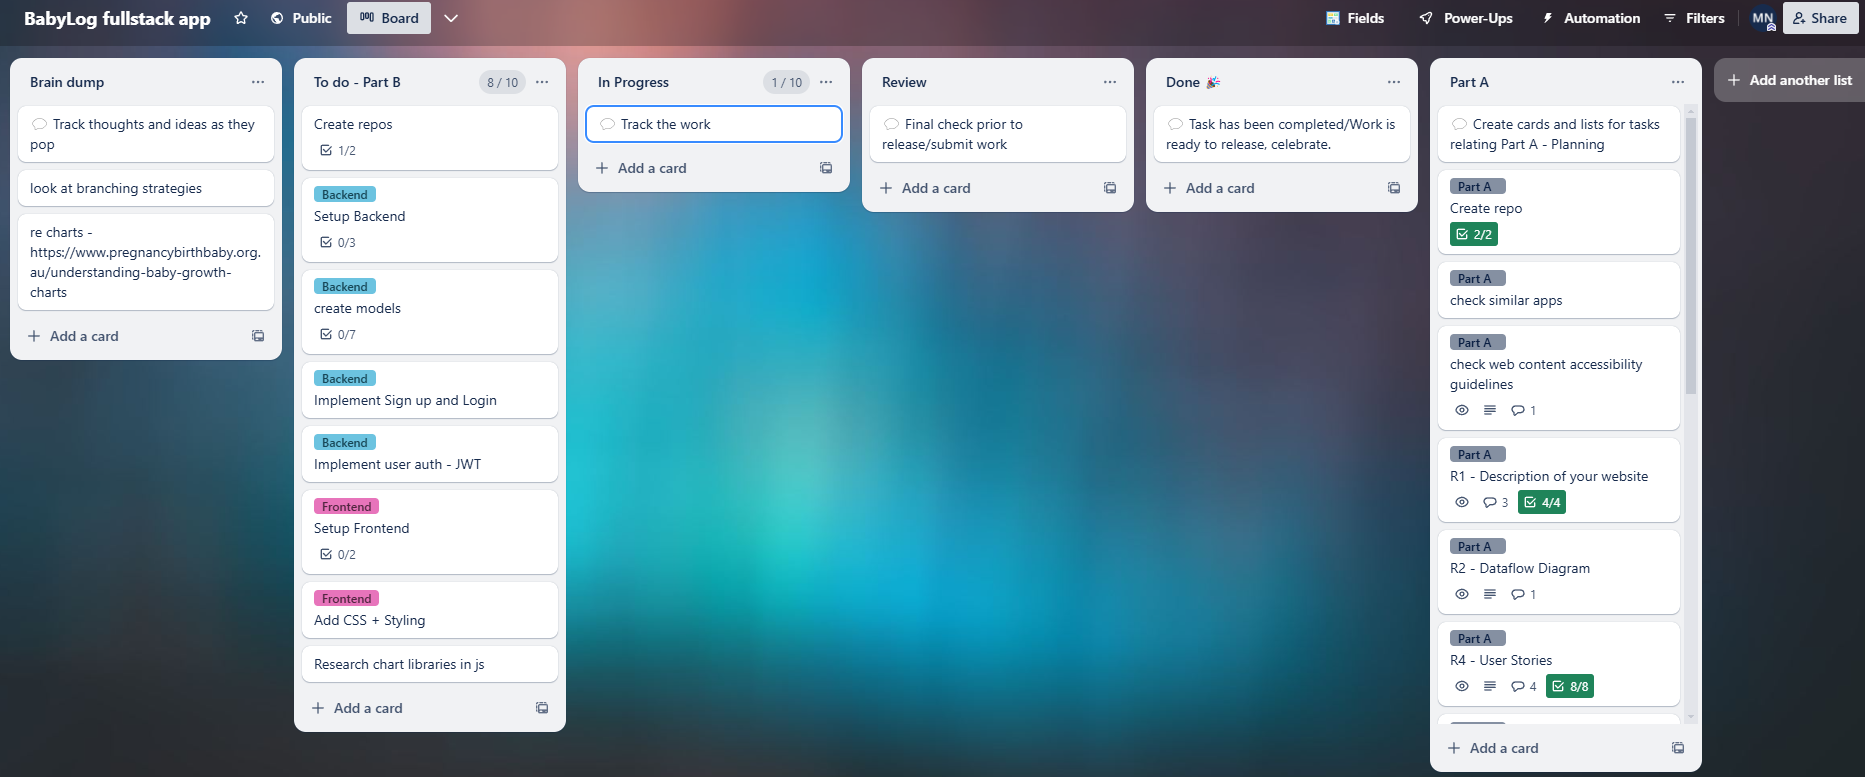 BabyLog fullstack app
Public
Board
Fields
Power-Ups
Automation
Filters
MN
Share
Brain dump
Track thoughts and ideas as they
pop
look at branching strategies
re charts -
https://www.pregnancybirthbaby.org.
au/understanding-baby-growth-
charts
+ Add a card
To do - Part B
8 / 10
Create repos
1/2
Backend
Setup Backend
0/3
Backend
create models
0/7
Backend
Implement Sign up and Login
Backend
Implement user auth - JWT
Frontend
Setup Frontend
0/2
Frontend
Add CSS + Styling
Research chart libraries in js
+ Add a card
In Progress
1 / 10
Track the work
+ Add a card
Review
Final check prior to
release/submit work
+ Add a card
Done 🎉
Task has been completed/Work is
ready to release, celebrate.
+ Add a card
Part A
Create cards and lists for tasks
relating Part A - Planning
Part A
Create repo
2/2
Part A
check similar apps
Part A
check web content accessibility
guidelines
1
Part A
R1 - Description of your website
3
4/4
Part A
R2 - Dataflow Diagram
1
Part A
R4 - User Stories
4
8/8
+ Add a card
+ Add another list